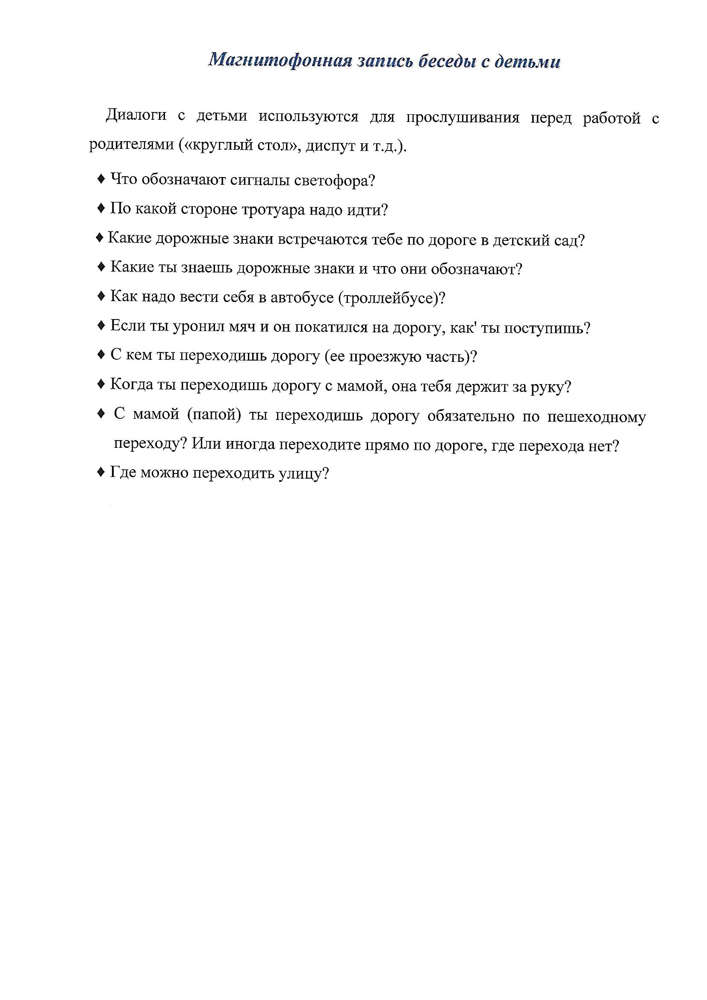 Магнитофонная запись беседы с детьми
Диалоги с детьми используются для прослушивания перед работой с
родителями («круглый стол», диспут и т.д.).
♦ Что обозначают сигналы светофора?
♦ По какой стороне тротуара надо идти?
♦ Какие дорожные знаки встречаются тебе по дороге в детский сад?
♦ Какие ты знаешь дорожные знаки и что они обозначают?
♦ Как надо вести себя в автобусе (троллейбусе)?
♦ Если ты уронил мяч и он покатился на дорогу, как' ты поступишь?
♦ С кем ты переходишь дорогу (ее проезжую часть)?
♦ Когда ты переходишь дорогу с мамой, она тебя держит за руку?
♦ С мамой (папой) ты переходишь дорогу обязательно по пешеходному
переходу? Или иногда переходите прямо по дороге, где перехода нет?
♦ Где можно переходить улицу?